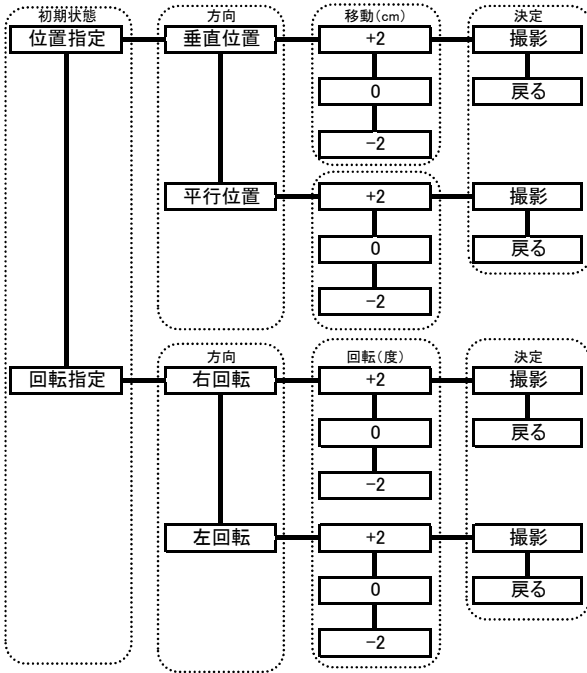 初期状態 方向 移動(cm) 決定
位置指定 垂直位置 +2 撮影
0 戻る
-2
平行位置 +2 撮影
0 戻る
-2
方向 回転(度) 決定
回転指定 右回転 +2 撮影
0 戻る
-2
左回転 +2 撮影
0 戻る
-2